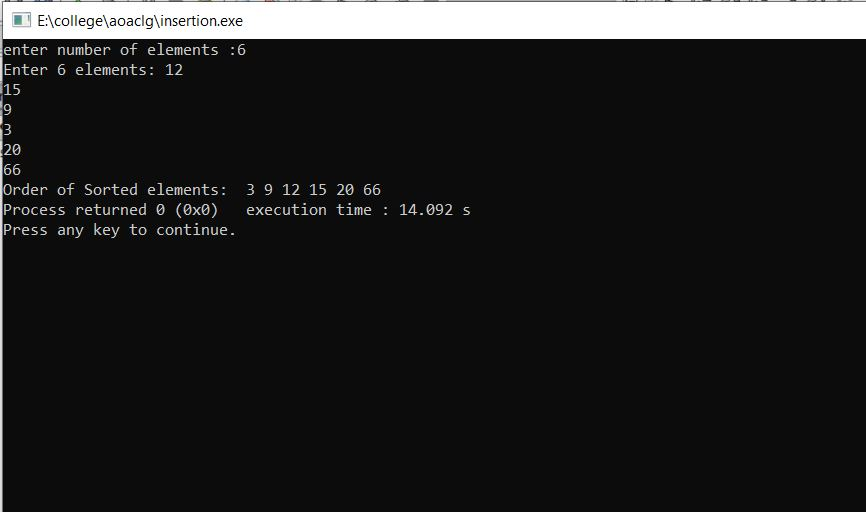 E:\college\aoaclg\insertion.exe
enter number of elements :6
Enter 6 elements: 12
15
9
3
20
66
Order of Sorted elements:  3 9 12 15 20 66
Process returned 0 (0x0)   execution time : 14.092 s
Press any key to continue.